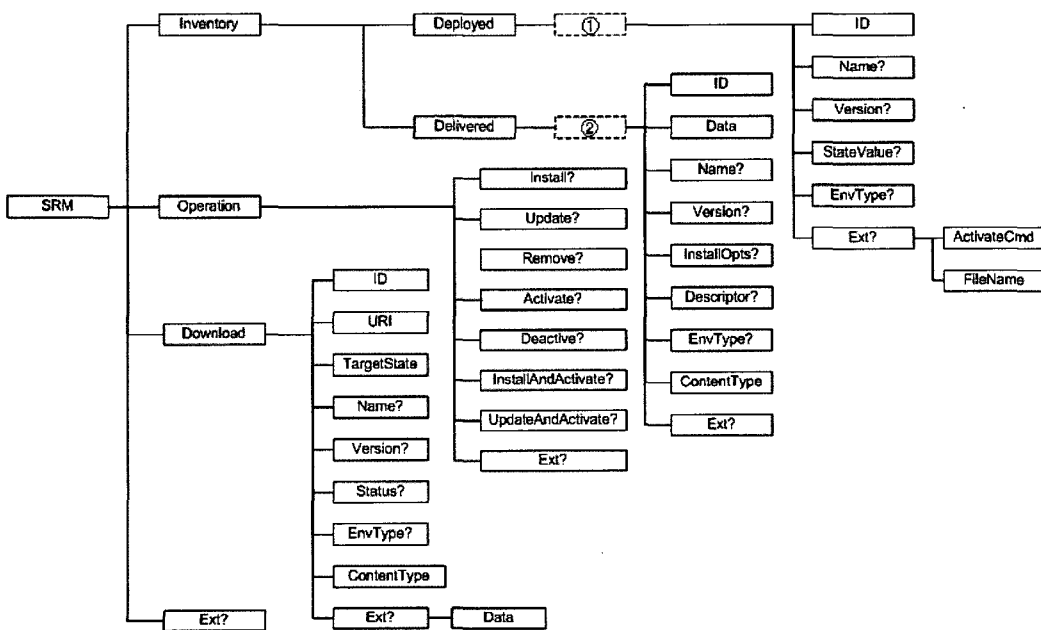 SRM
Inventory
Deployed
①
ID
Name?
Version?
StateValue?
EnvType?
Ext?
ActivateCmd
FileName
Delivered
②
ID
Data
Name?
Version?
InstallOpts?
Descriptor?
EnvType?
ContentType
Ext?
Operation
Install?
Update?
Remove?
Activate?
Deactive?
InstallAndActivate?
UpdateAndActivate?
Ext?
Download
ID
URI
TargetState
Name?
Version?
Status?
EnvType?
ContentType
Ext?
Data
Ext?